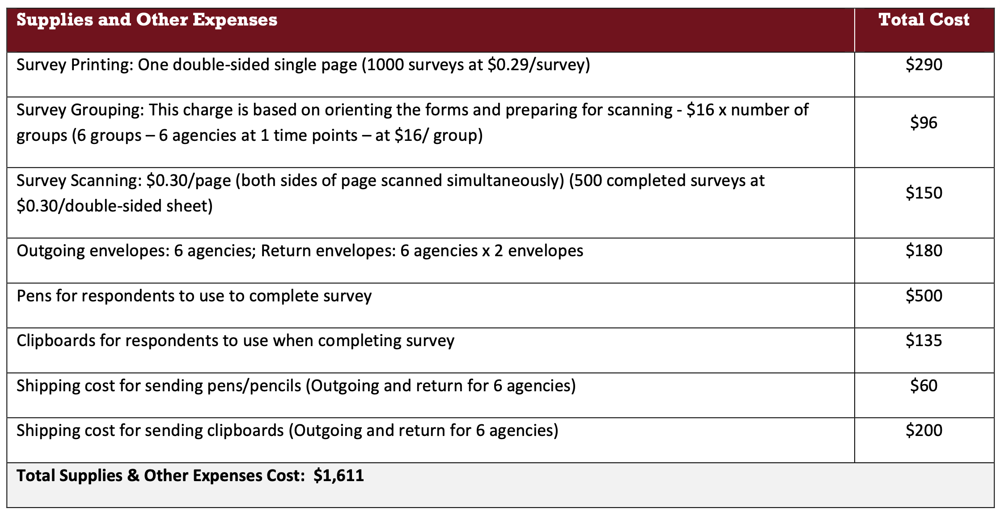 Supplies and Other Expenses Total Cost
Survey Printing: One double-sided single page (1000 surveys at $0.29/survey) $290
Survey Grouping: This charge is based on orienting the forms and preparing for scanning - $16 x number of
groups (6 groups – 6 agencies at 1 time points – at $16/ group) $96
Survey Scanning: $0.30/page (both sides of page scanned simultaneously) (500 completed surveys at
$0.30/double-sided sheet) $150
Outgoing envelopes: 6 agencies; Return envelopes: 6 agencies x 2 envelopes $180
Pens for respondents to use to complete survey $500
Clipboards for respondents to use when completing survey $135
Shipping cost for sending pens/pencils (Outgoing and return for 6 agencies) $60
Shipping cost for sending clipboards (Outgoing and return for 6 agencies) $200
Total Supplies & Other Expenses Cost: $1,611